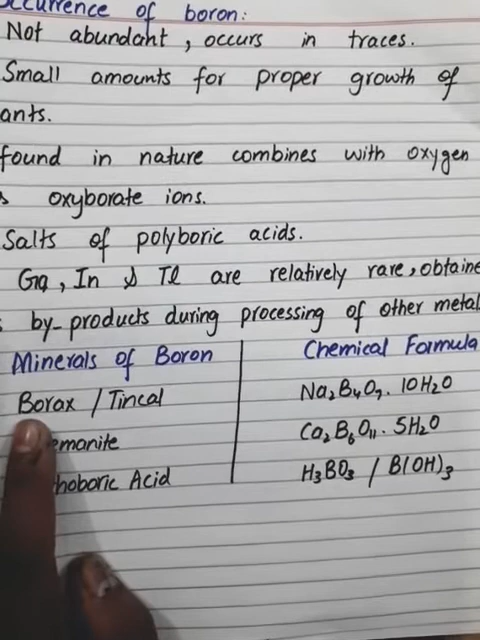 Occurrence of boron:
Not abundant, occurs in traces.
Small amounts for proper growth of
ants.
found in nature combines with oxygen
s oxyborate ions.
Salts of polyboric acids.
Ga, In & Tl are relatively rare, obtaine
s by-products during processing of other metal
Minerals of Boron Chemical Formula
Borax / Tincal Na₂B₄O₇. 10H₂O
emanite Ca₂B₆O₁₁. 5H₂O
hoboric Acid H₃BO₃ / B(OH)₃